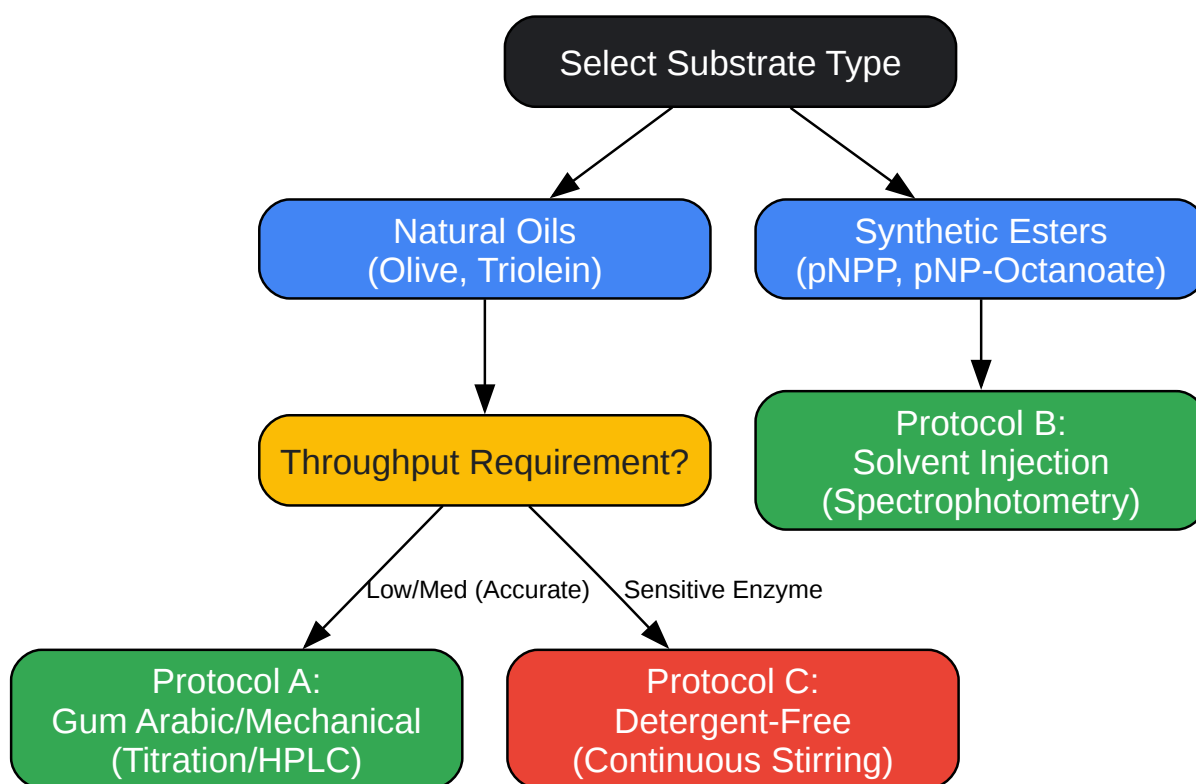 Select Substrate Type
Natural Oils
(Olive, Triolein)
Synthetic Esters
(pNPP, pNP-Octanoate)
Throughput Requirement?
Protocol B:
Solvent Injection
(Spectrophotometry)
Low/Med (Accurate)
Sensitive Enzyme
Protocol A:
Gum Arabic/Mechanical
(Titration/HPLC)
Protocol C:
Detergent-Free
(Continuous Stirring)